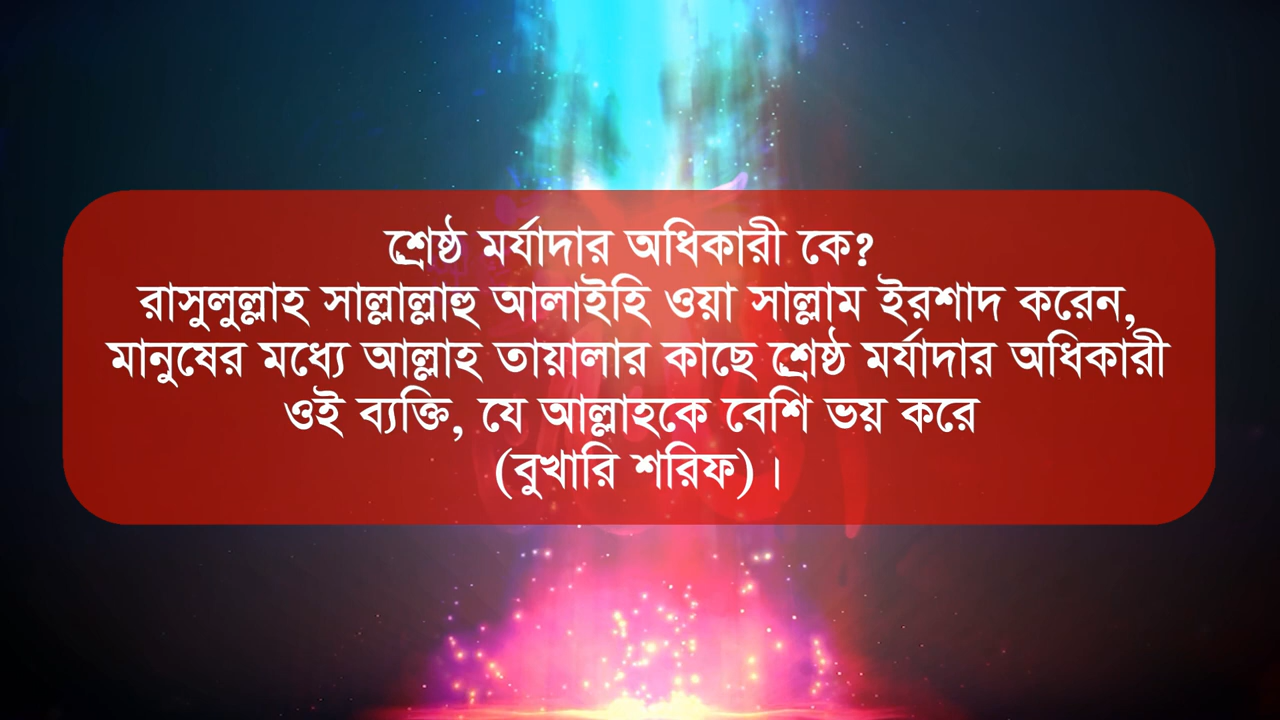 শ্রেষ্ঠ মর্যাদার অধিকারী কে?
রাসুলুল্লাহ সাল্লাল্লাহু আলাইহি ওয়া সাল্লাম ইরশাদ করেন,
মানুষের মধ্যে আল্লাহ তায়ালার কাছে শ্রেষ্ঠ মর্যাদার অধিকারী
ওই ব্যক্তি, যে আল্লাহকে বেশি ভয় করে
(বুখারি শরিফ)।